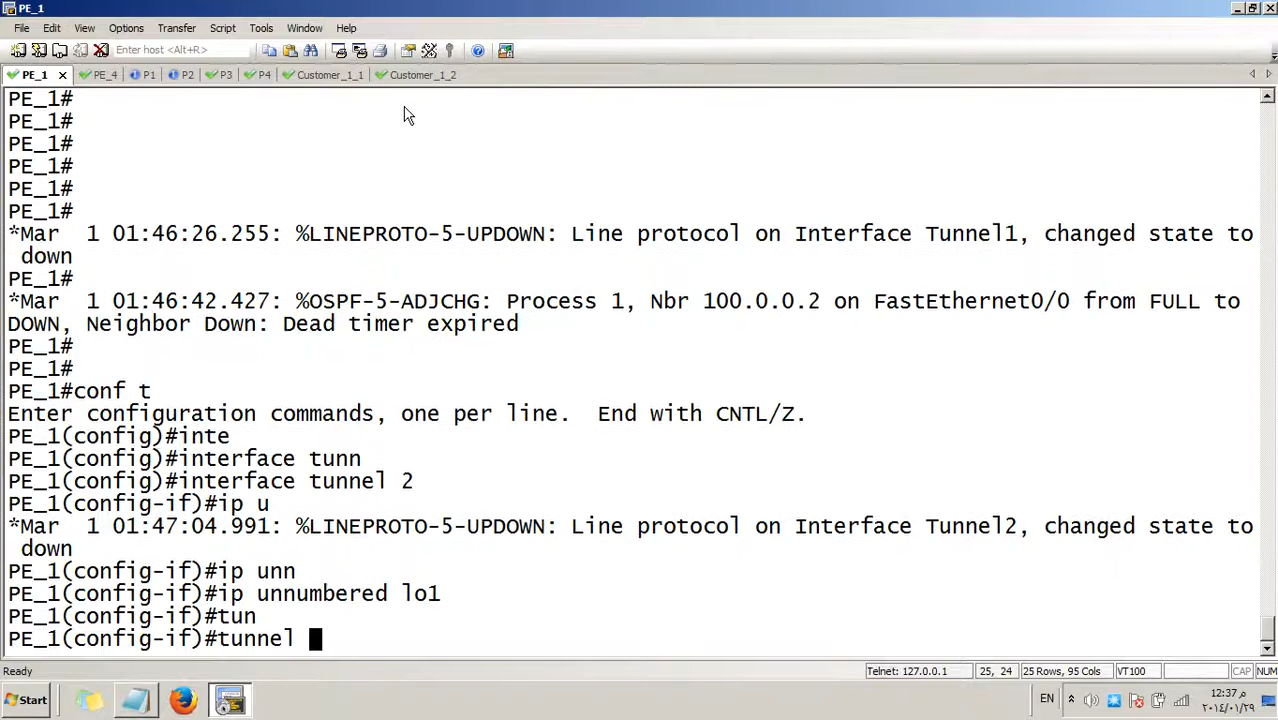 PE_1
File Edit View Options Transfer Script Tools Window Help
Enter host <Alt+R>
PE_1 PE_4 P1 P2 P3 P4 Customer_1_1 Customer_1_2
PE_1#
PE_1#
PE_1#
PE_1#
PE_1#
PE_1#
*Mar  1 01:46:26.255: %LINEPROTO-5-UPDOWN: Line protocol on Interface Tunnel1, changed state to
down
PE_1#
*Mar  1 01:46:42.427: %OSPF-5-ADJCHG: Process 1, Nbr 100.0.0.2 on FastEthernet0/0 from FULL to
DOWN, Neighbor Down: Dead timer expired
PE_1#
PE_1#
PE_1#conf t
Enter configuration commands, one per line.  End with CNTL/Z.
PE_1(config)#inte
PE_1(config)#interface tunn
PE_1(config)#interface tunnel 2
PE_1(config-if)#ip u
*Mar  1 01:47:04.991: %LINEPROTO-5-UPDOWN: Line protocol on Interface Tunnel2, changed state to
down
PE_1(config-if)#ip unn
PE_1(config-if)#ip unnumbered lo1
PE_1(config-if)#tun
PE_1(config-if)#tunnel
Ready Telnet: 127.0.0.1 25, 24 25 Rows, 95 Cols VT100 CAP NUM
Start EN 12:37 م
٢٠١٤/٠١/٢٩